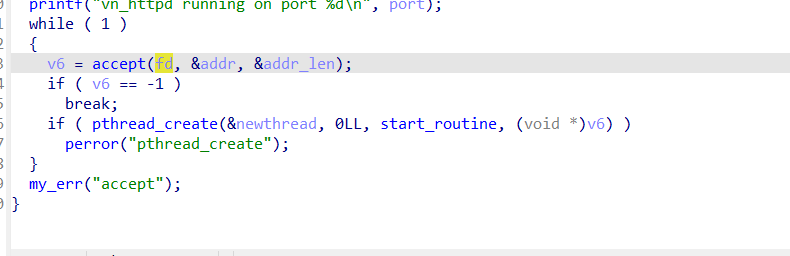 printf("vn_httpd running on port %d\n", port);
while ( 1 )
{
v6 = accept(fd, &addr, &addr_len);
if ( v6 == -1 )
break;
if ( pthread_create(&newthread, 0LL, start_routine, (void *)v6) )
perror("pthread_create");
}
my_err("accept");
}